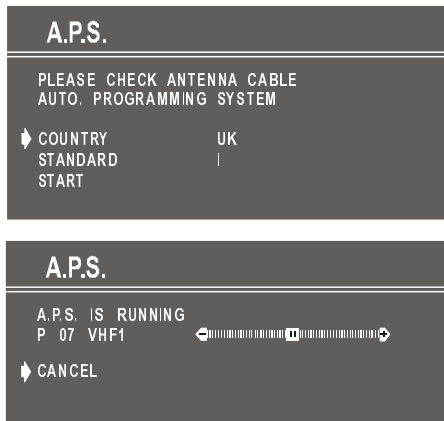 A.P.S.
PLEASE CHECK ANTENNA CABLE
AUTO. PROGRAMMING SYSTEM
COUNTRY UK
STANDARD I
START
A.P.S.
A.P.S. IS RUNNING
P 07 VHF1
CANCEL